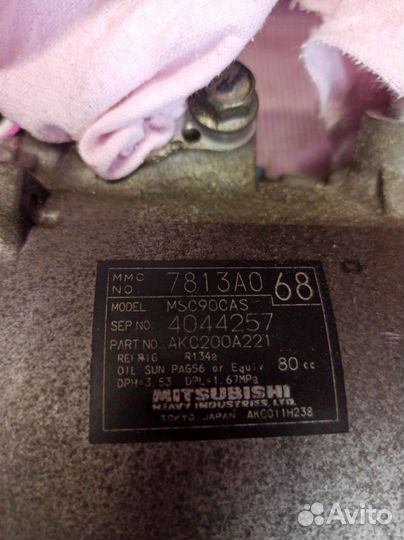 MMC NO. 7813A0 68
MODEL MSC90CAS
SER NO. 4044257
PART NO. AKC200A221
REFRIG R134a
OIL SUN PAG56 or Equiv 80 cc
DPH=3.53 DPL=1.67MPa
MITSUBISHI
HEAVY INDUSTRIES, LTD.
TOKYO JAPAN AKC011H238
Avito